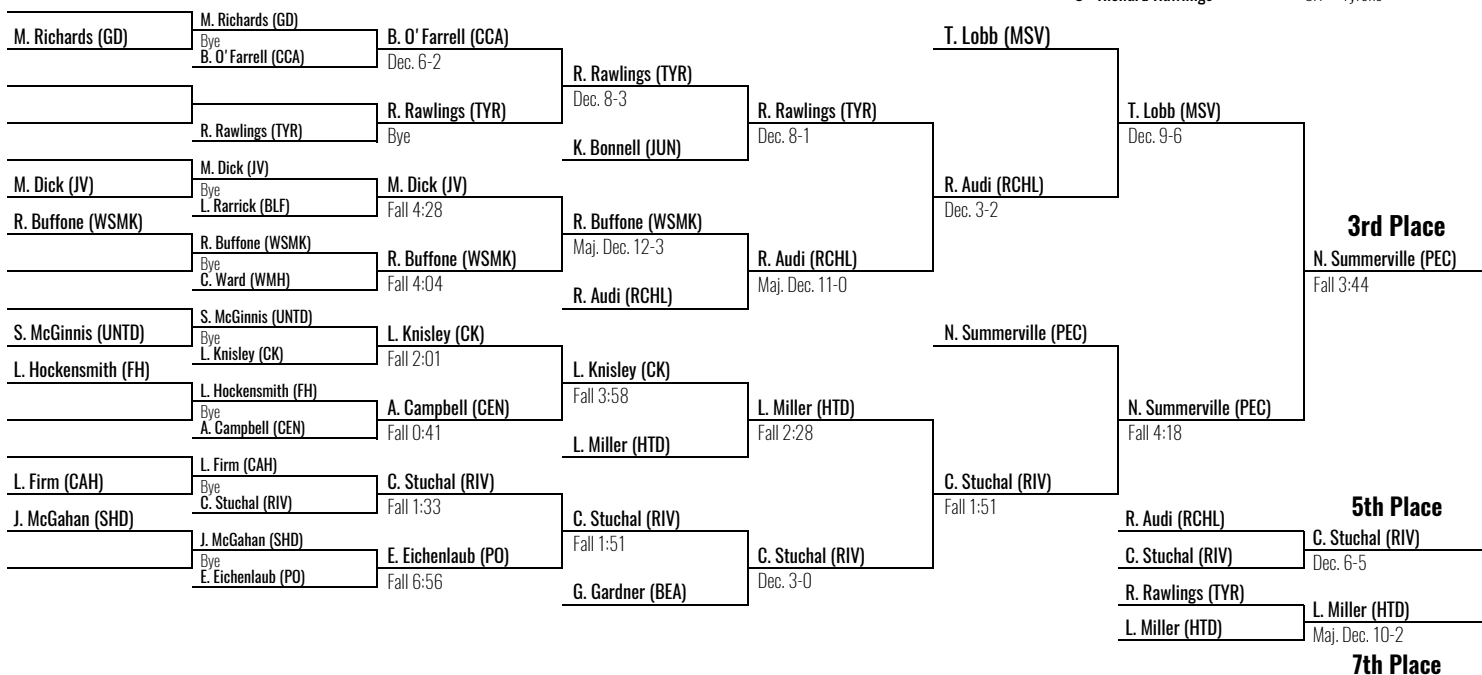 Richard Rawlings Tyrone
M. Richards (GD)
M. Dick (JV)
R. Buffone (WSMK)
S. McGinnis (UNTD)
L. Hockensmith (FH)
L. Firm (CAH)
J. McGahan (SHD)
M. Richards (GD)
Bye
B. O'Farrell (CCA)
R. Rawlings (TYR)
M. Dick (JV)
Bye
L. Rarrick (BLF)
R. Buffone (WSMK)
Bye
C. Ward (WMH)
S. McGinnis (UNTD)
Bye
L. Knisley (CK)
L. Hockensmith (FH)
Bye
A. Campbell (CEN)
L. Firm (CAH)
Bye
C. Stuchal (RIV)
J. McGahan (SHD)
Bye
E. Eichenlaub (PO)
B. O'Farrell (CCA)
Dec. 6-2
R. Rawlings (TYR)
Bye
M. Dick (JV)
Fall 4:28
R. Buffone (WSMK)
Fall 4:04
L. Knisley (CK)
Fall 2:01
A. Campbell (CEN)
Fall 0:41
C. Stuchal (RIV)
Fall 1:33
E. Eichenlaub (PO)
Fall 6:56
R. Rawlings (TYR)
Dec. 8-3
K. Bonnell (JUN)
R. Buffone (WSMK)
Maj. Dec. 12-3
R. Audi (RCHL)
L. Knisley (CK)
Fall 3:58
L. Miller (HTD)
C. Stuchal (RIV)
Fall 1:51
G. Gardner (BEA)
R. Rawlings (TYR)
Dec. 8-1
R. Audi (RCHL)
Maj. Dec. 11-0
L. Miller (HTD)
Fall 2:28
C. Stuchal (RIV)
Dec. 3-0
T. Lobb (MSV)
R. Audi (RCHL)
Dec. 3-2
N. Summerville (PEC)
C. Stuchal (RIV)
Fall 1:51
T. Lobb (MSV)
Dec. 9-6
N. Summerville (PEC)
Fall 4:18
3rd Place
N. Summerville (PEC)
Fall 3:44
R. Audi (RCHL)
C. Stuchal (RIV)
5th Place
C. Stuchal (RIV)
Dec. 6-5
R. Rawlings (TYR)
L. Miller (HTD)
L. Miller (HTD)
Maj. Dec. 10-2
7th Place